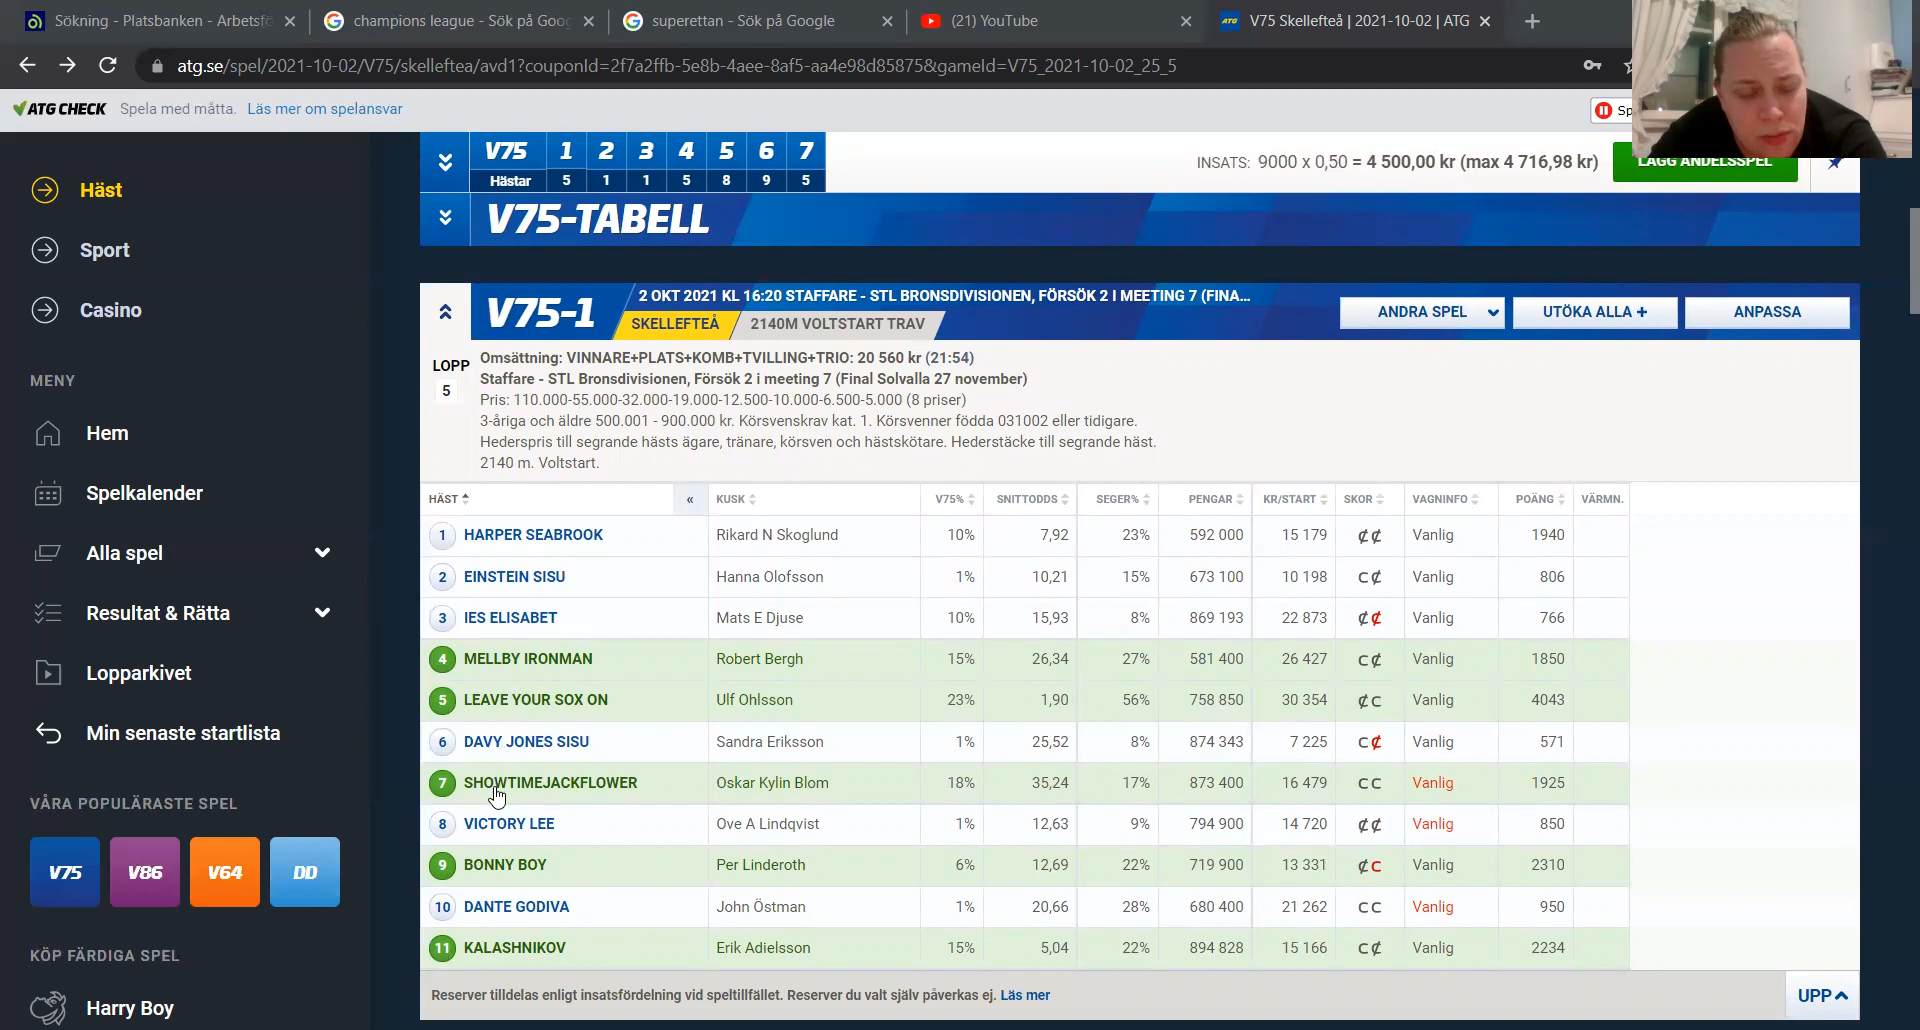 Sökning - Platsbanken - Arbetsfö
champions league - Sök på Goog
superettan - Sök på Google
(21) YouTube
ATG V75 Skellefteå | 2021-10-02 | ATG
atg.se/spel/2021-10-02/V75/skelleftea/avd1?couponId=2f7a2ffb-5e8b-4aee-8af5-aa4e98d85875&gameId=V75_2021-10-02_25_5
ATG CHECK Spela med måtta. Läs mer om spelansvar
Sp
Häst
Sport
Casino
MENY
Hem
Spelkalender
Alla spel
Resultat & Rätta
Lopparkivet
Min senaste startlista
VÅRA POPULÄRASTE SPEL
V75 V86 V64 DD
KÖP FÄRDIGA SPEL
Harry Boy
V75 1 2 3 4 5 6 7
Hästar 5 1 1 5 8 9 5
INSATS: 9000 x 0,50 = 4 500,00 kr (max 4 716,98 kr)
LÄGG ANDELSSPEL
V75-TABELL
V75-1
2 OKT 2021 KL 16:20 STAFFARE - STL BRONSDIVISIONEN, FÖRSÖK 2 I MEETING 7 (FINA...
SKELLEFTEÅ 2140M VOLTSTART TRAV
ANDRA SPEL UTÖKA ALLA + ANPASSA
LOPP
5
Omsättning: VINNARE+PLATS+KOMB+TVILLING+TRIO: 20 560 kr (21:54)
Staffare - STL Bronsdivisionen, Försök 2 i meeting 7 (Final Solvalla 27 november)
Pris: 110.000-55.000-32.000-19.000-12.500-10.000-6.500-5.000 (8 priser)
3-åriga och äldre 500.001 - 900.000 kr. Körsvenskrav kat. 1. Körsvenner födda 031002 eller tidigare.
Hederspris till segrande hästs ägare, tränare, körsven och hästskötare. Hederstäcke till segrande häst.
2140 m. Voltstart.
HÄST « KUSK V75% SNITTODDS SEGER% PENGAR KR/START SKOR VAGNINFO POÄNG VÄRMN.
1 HARPER SEABROOK Rikard N Skoglund 10% 7,92 23% 592 000 15 179 ȼȼ Vanlig 1940
2 EINSTEIN SISU Hanna Olofsson 1% 10,21 15% 673 100 10 198 cȼ Vanlig 806
3 IES ELISABET Mats E Djuse 10% 15,93 8% 869 193 22 873 ȼȼ Vanlig 766
4 MELLBY IRONMAN Robert Bergh 15% 26,34 27% 581 400 26 427 cȼ Vanlig 1850
5 LEAVE YOUR SOX ON Ulf Ohlsson 23% 1,90 56% 758 850 30 354 ȼc Vanlig 4043
6 DAVY JONES SISU Sandra Eriksson 1% 25,52 8% 874 343 7 225 cȼ Vanlig 571
7 SHOWTIMEJACKFLOWER Oskar Kylin Blom 18% 35,24 17% 873 400 16 479 cc Vanlig 1925
8 VICTORY LEE Ove A Lindqvist 1% 12,63 9% 794 900 14 720 ȼȼ Vanlig 850
9 BONNY BOY Per Linderoth 6% 12,69 22% 719 900 13 331 ȼc Vanlig 2310
10 DANTE GODIVA John Östman 1% 20,66 28% 680 400 21 262 cc Vanlig 950
11 KALASHNIKOV Erik Adielsson 15% 5,04 22% 894 828 15 166 cȼ Vanlig 2234
Reserver tilldelas enligt insatsfördelning vid speltillfället. Reserver du valt själv påverkas ej. Läs mer
UPP